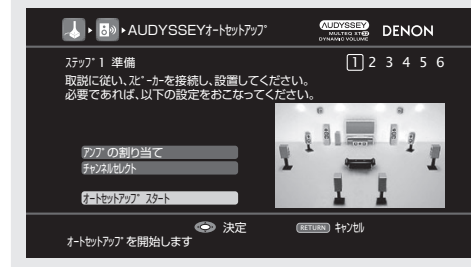 AUDYSSEYオートセットアップ
AUDYSSEY
MULTEQ XT32
DYNAMIC VOLUME
DENON
ステップ1 準備
1 2 3 4 5 6
取説に従い、スピーカーを接続し、設置してください。
必要であれば、以下の設定をおこなってください。
アンプの割り当て
チャンネルセレクト
オートセットアップ スタート
決定
RETURN キャンセル
オートセットアップを開始します